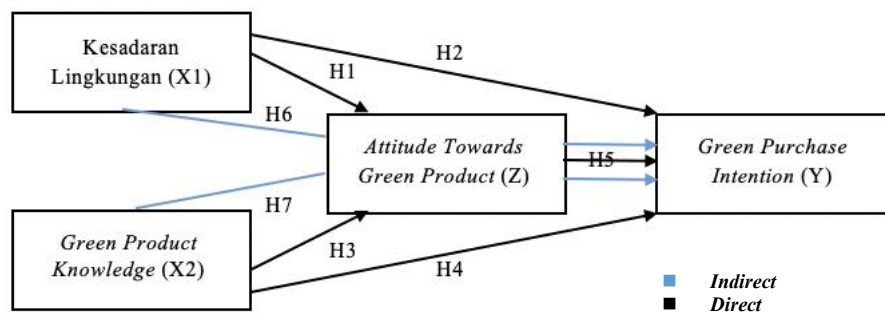 Kesadaran
Lingkungan (X1)
H2
H1
H6
Attitude Towards
Green Product (Z)
H5
Green Purchase
Intention (Y)
H7
Green Product
Knowledge (X2)
H3
H4
Indirect
Direct